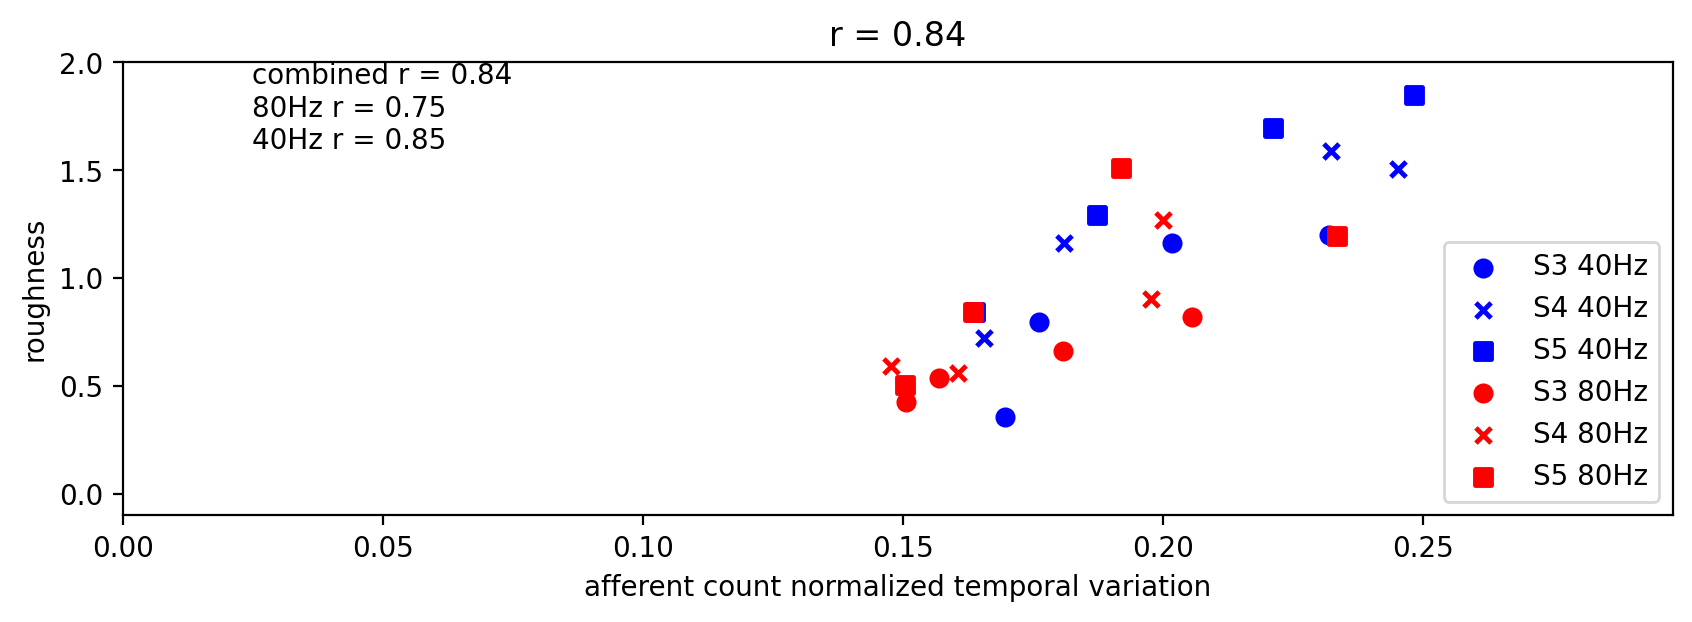 r = 0.84
combined r = 0.84
80Hz r = 0.75
40Hz r = 0.85
2.0
1.5
1.0
0.5
0.0
roughness
S3 40Hz
S4 40Hz
S5 40Hz
S3 80Hz
S4 80Hz
S5 80Hz
0.00 0.05 0.10 0.15 0.20 0.25
afferent count normalized temporal variation